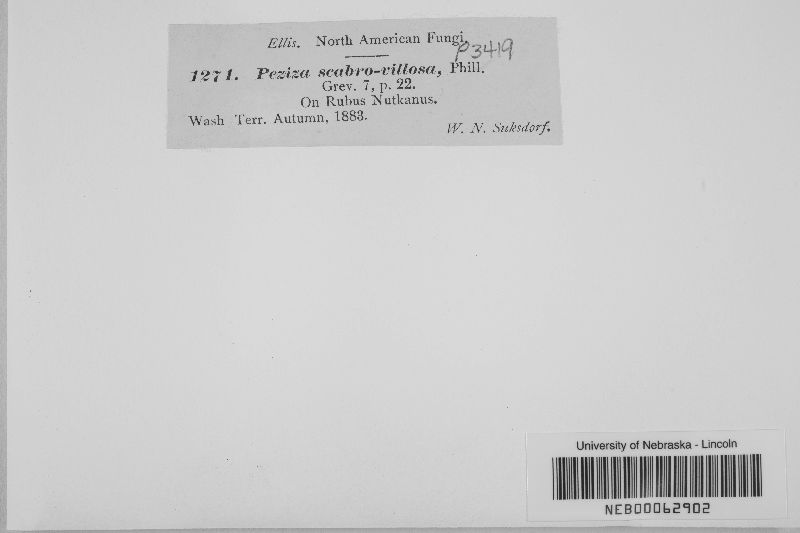 Ellis. North American Fungi.
p3419
1271. Peziza scabro-villosa, Phill.
Grev. 7, p. 22.
On Rubus Nutkanus.
Wash Terr. Autumn, 1883.
W. N. Suksdorf.
University of Nebraska - Lincoln
NEB00062902